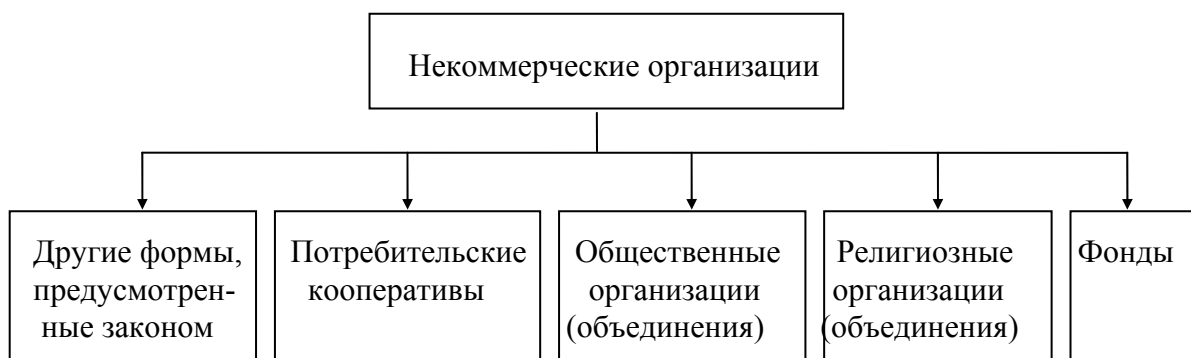 Некоммерческие организации
Другие формы,
предусмотрен-
ные законом
Потребительские
кооперативы
Общественные
организации
(объединения)
Религиозные
организации
(объединения)
Фонды